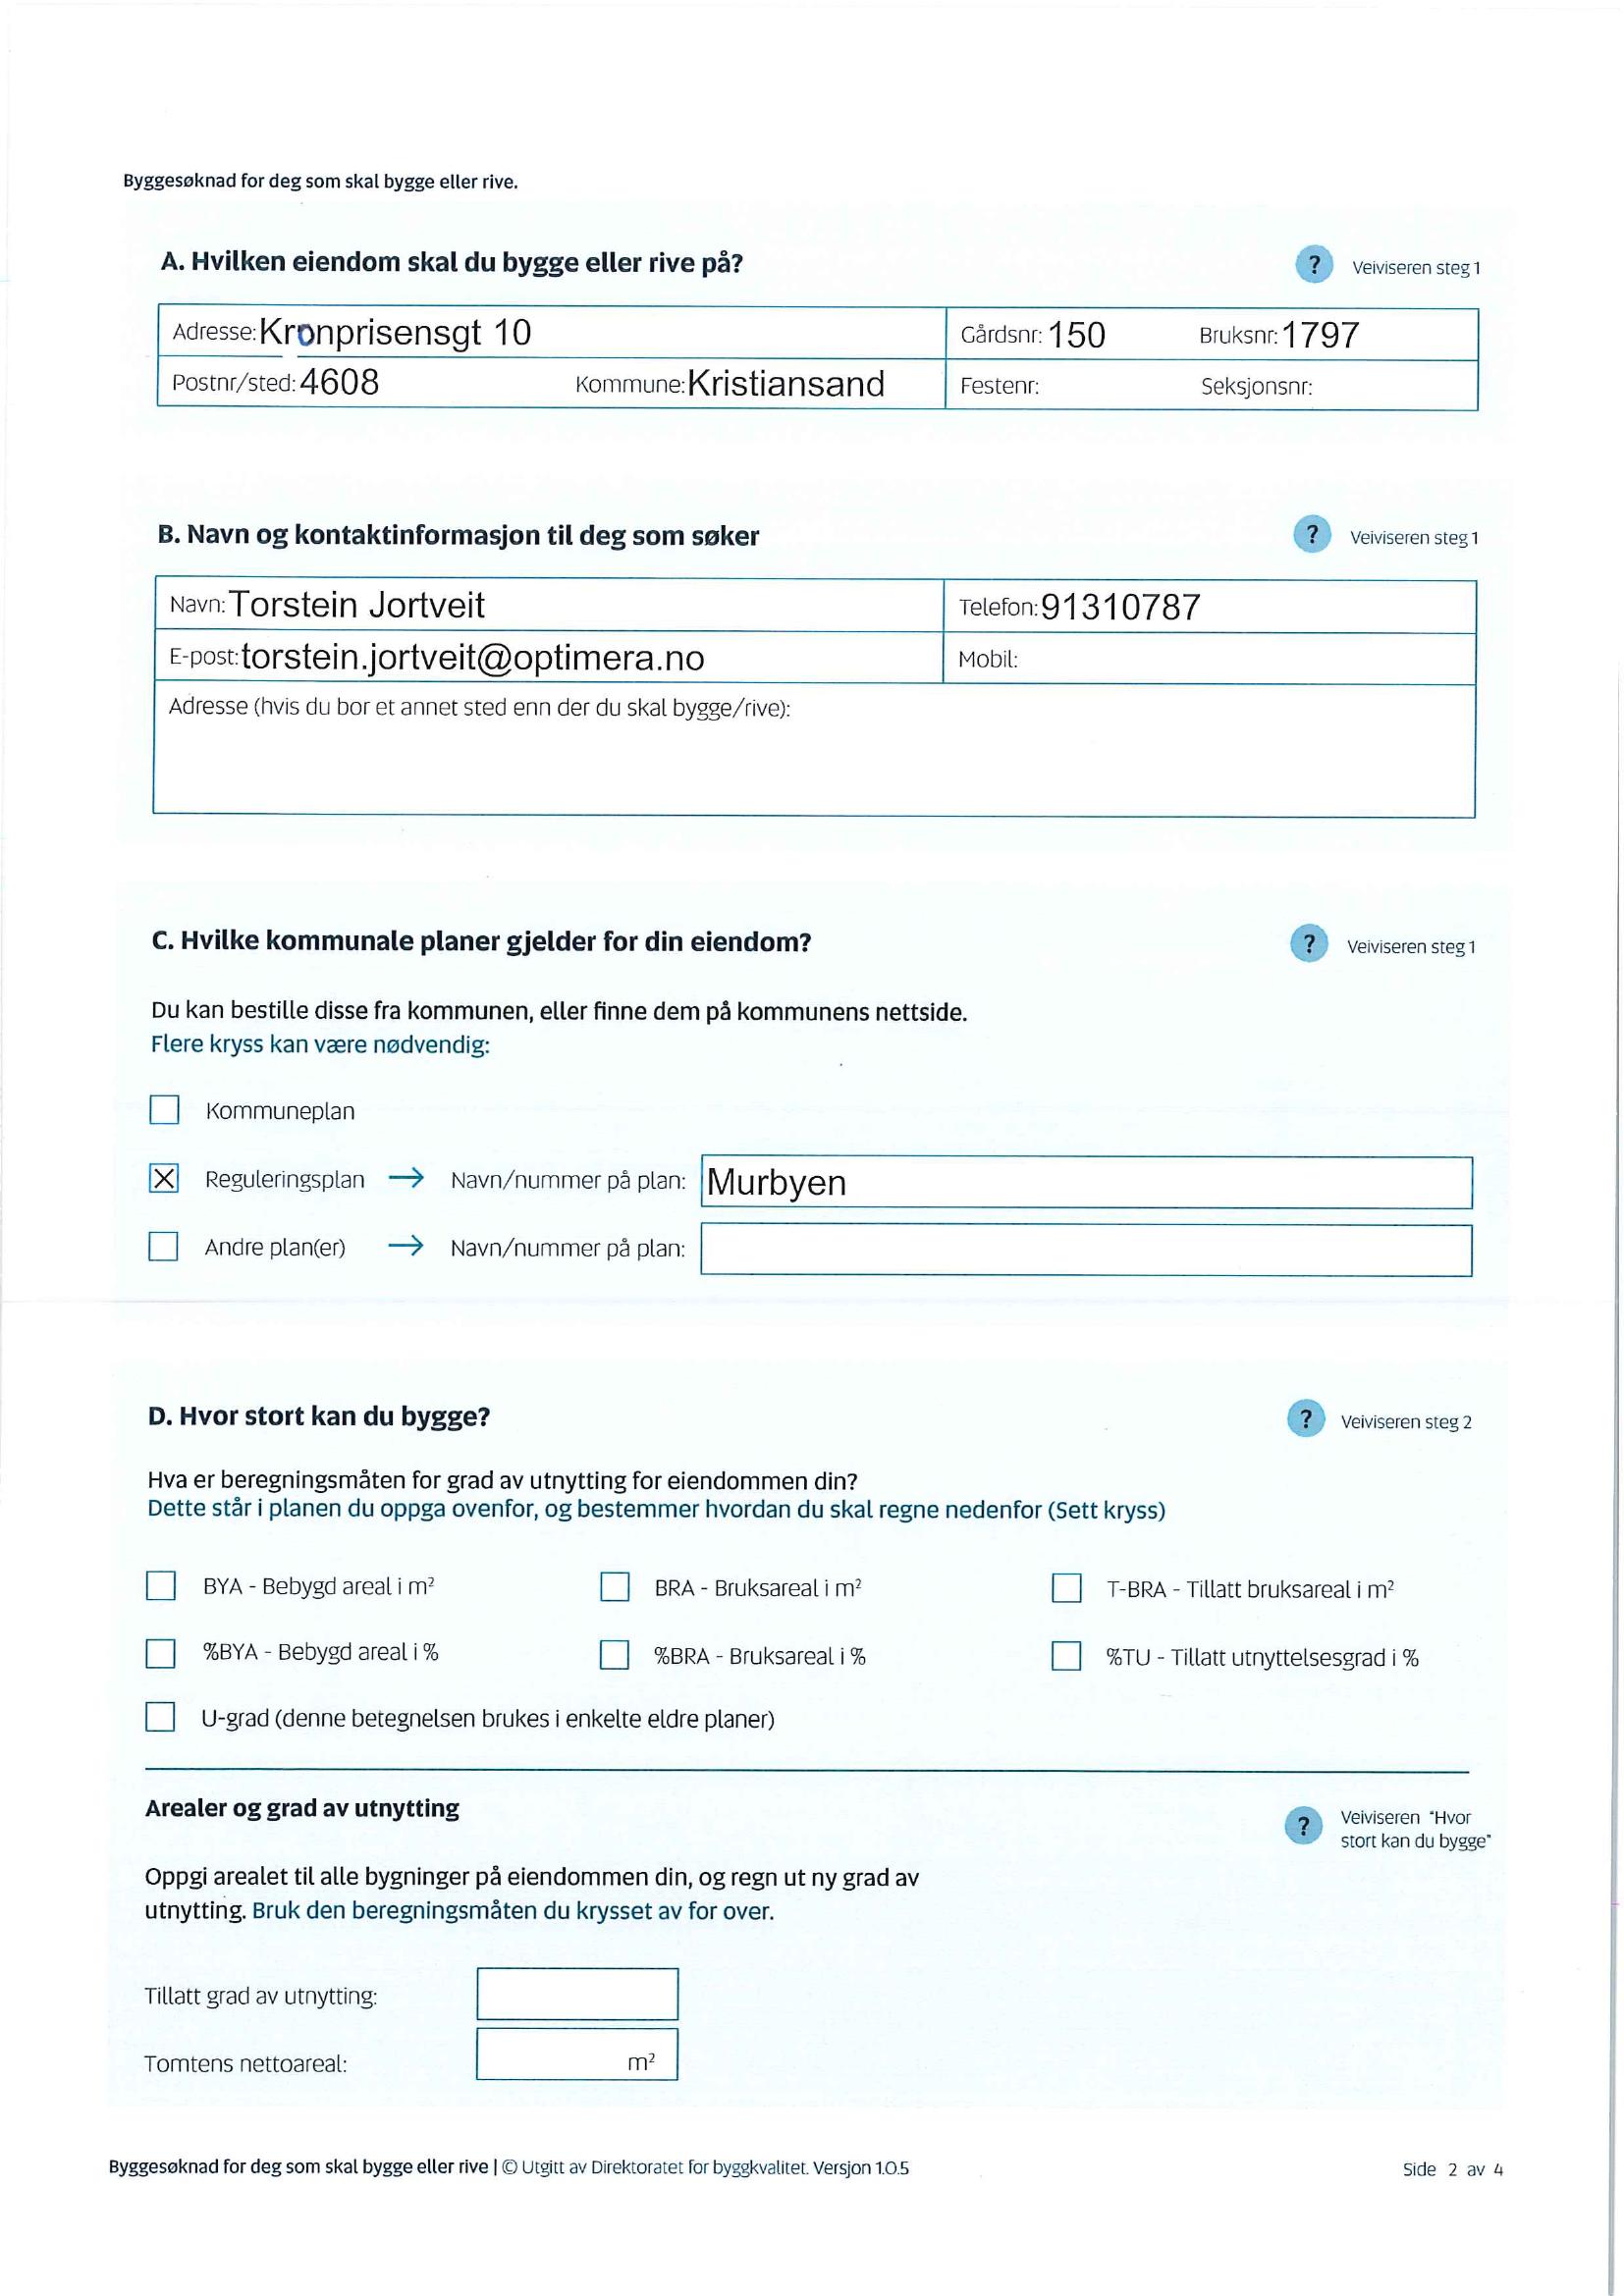 Byggesøknad for deg som skal bygge eller rive.
A. Hvilken eiendom skal du bygge eller rive på?
? Veiviseren steg 1
Adresse: Kronprisensgt 10
Gårdsnr: 150 Bruksnr: 1797
Postnr/sted: 4608 Kommune: Kristiansand
Festenr: Seksjonsnr:
B. Navn og kontaktinformasjon til deg som søker
? Veiviseren steg 1
Navn: Torstein Jortveit
Telefon: 91310787
E-post: torstein.jortveit@optimera.no
Mobil:
Adresse (hvis du bor et annet sted enn der du skal bygge/rive):
C. Hvilke kommunale planer gjelder for din eiendom?
? Veiviseren steg 1
Du kan bestille disse fra kommunen, eller finne dem på kommunens nettside.
Flere kryss kan være nødvendig:
Kommuneplan
X Reguleringsplan → Navn/nummer på plan: Murbyen
Andre plan(er) → Navn/nummer på plan:
D. Hvor stort kan du bygge?
? Veiviseren steg 2
Hva er beregningsmåten for grad av utnytting for eiendommen din?
Dette står i planen du oppga ovenfor, og bestemmer hvordan du skal regne nedenfor (Sett kryss)
BYA - Bebygd areal i m² BRA - Bruksareal i m² T-BRA - Tillatt bruksareal i m²
%BYA - Bebygd areal i % %BRA - Bruksareal i % %TU - Tillatt utnyttelsesgrad i %
U-grad (denne betegnelsen brukes i enkelte eldre planer)
Arealer og grad av utnytting
? Veiviseren "Hvor
stort kan du bygge"
Oppgi arealet til alle bygninger på eiendommen din, og regn ut ny grad av
utnytting. Bruk den beregningsmåten du krysset av for over.
Tillatt grad av utnytting:
Tomtens nettoareal: m²
Byggesøknad for deg som skal bygge eller rive | © Utgitt av Direktoratet for byggkvalitet. Versjon 1.0.5
Side 2 av 4